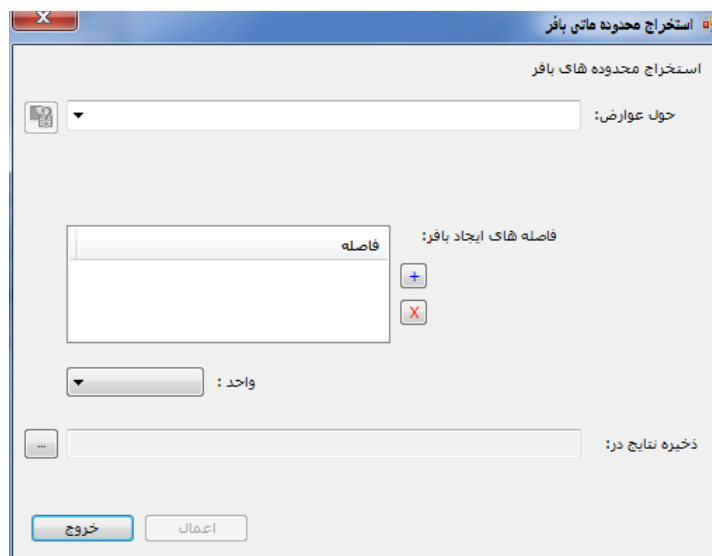 استخراج محدوده هاتی بافر
استخراج محدوده های بافر
حول عوارض:
فاصله های ایجاد بافر:
فاصله
+
X
واحد :
ذخیره نتایج در:
...
اعمال
خروج